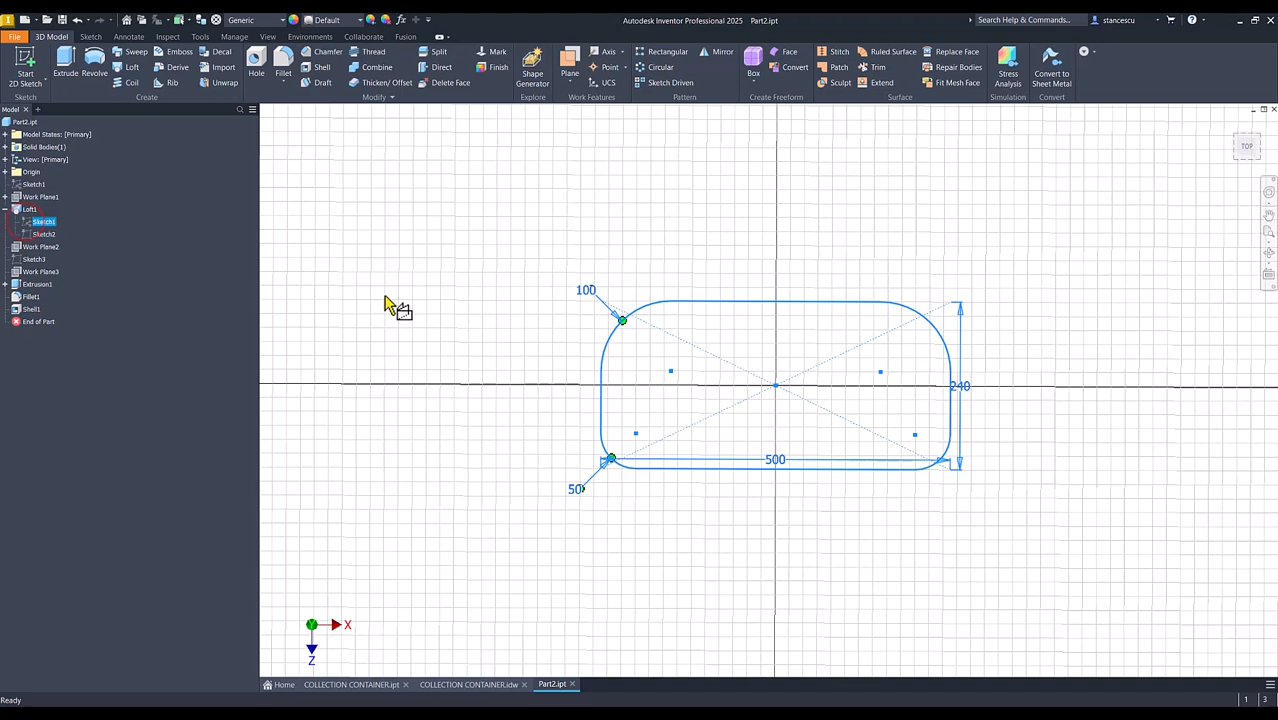 Generic
Default
Autodesk Inventor Professional 2025 Part2.ipt
Search Help & Commands...
stancescu
File
3D Model
Sketch
Annotate
Inspect
Tools
Manage
View
Environments
Collaborate
Fusion
Start
2D Sketch
Sketch
Extrude
Revolve
Sweep
Loft
Coil
Emboss
Derive
Rib
Decal
Import
Unwrap
Create
Hole
Fillet
Chamfer
Shell
Draft
Thread
Combine
Thicken/ Offset
Split
Direct
Delete Face
Modify
Mark
Finish
Shape
Generator
Explore
Plane
Axis
Point
UCS
Work Features
Rectangular
Circular
Sketch Driven
Mirror
Pattern
Box
Face
Convert
Create Freeform
Stitch
Patch
Sculpt
Ruled Surface
Trim
Extend
Replace Face
Repair Bodies
Fit Mesh Face
Surface
Stress
Analysis
Simulation
Convert to
Sheet Metal
Convert
Model
Part2.ipt
Model States: [Primary]
Solid Bodies(1)
View: [Primary]
Origin
Sketch1
Work Plane1
Loft1
Sketch1
Sketch2
Work Plane2
Sketch3
Work Plane3
Extrusion1
Fillet1
Shell1
End of Part
TOP
100
240
500
50
X
Y
Z
Home
COLLECTION CONTAINER.ipt
COLLECTION CONTAINER.idw
Part2.ipt
Ready
1
3